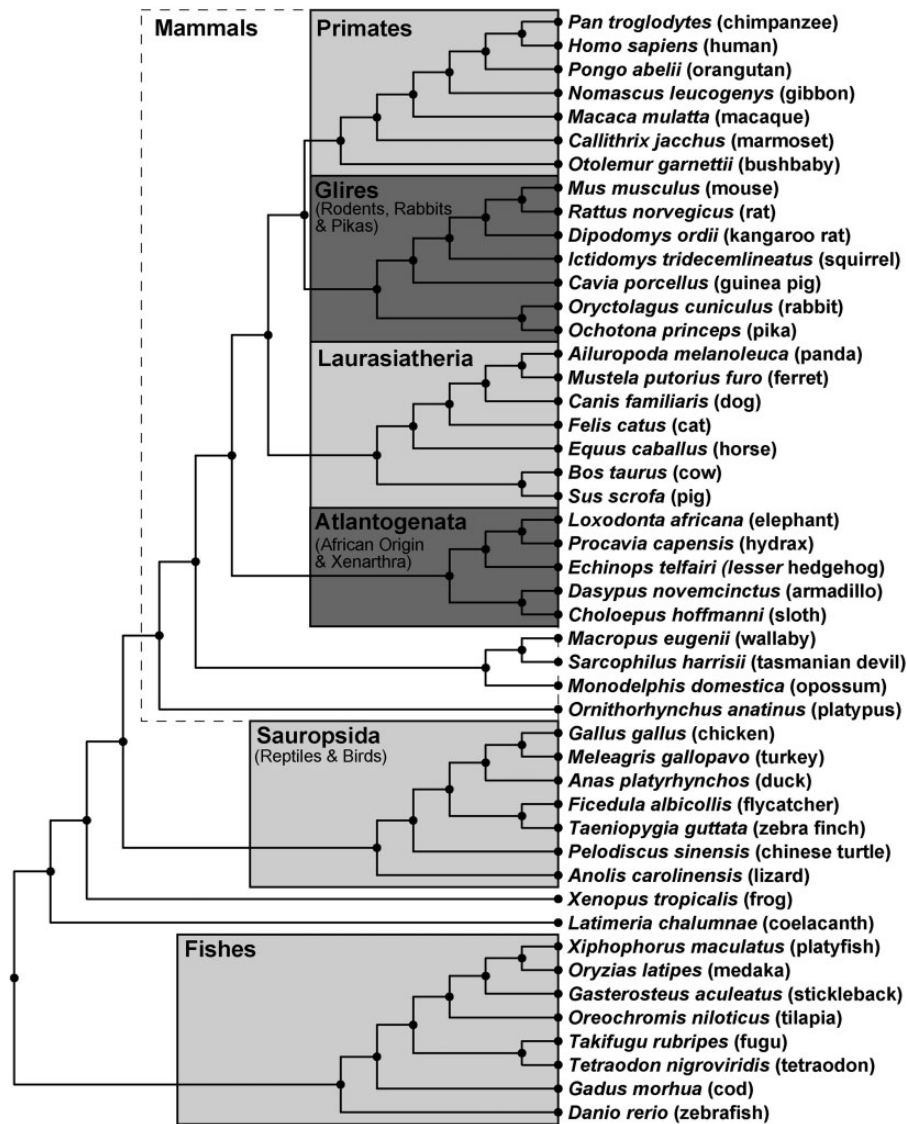 Mammals
Primates
Pan troglodytes (chimpanzee)
Homo sapiens (human)
Pongo abelii (orangutan)
Nomascus leucogenys (gibbon)
Macaca mulatta (macaque)
Callithrix jacchus (marmoset)
Otolemur garnettii (bushbaby)
Glires
(Rodents, Rabbits
& Pikas)
Mus musculus (mouse)
Rattus norvegicus (rat)
Dipodomys ordii (kangaroo rat)
Ictidomys tridecemlineatus (squirrel)
Cavia porcellus (guinea pig)
Oryctolagus cuniculus (rabbit)
Ochotona princeps (pika)
Laurasiatheria
Ailuropoda melanoleuca (panda)
Mustela putorius furo (ferret)
Canis familiaris (dog)
Felis catus (cat)
Equus caballus (horse)
Bos taurus (cow)
Sus scrofa (pig)
Atlantogenata
(African Origin
& Xenarthra)
Loxodonta africana (elephant)
Procavia capensis (hydrax)
Echinops telfairi (lesser hedgehog)
Dasypus novemcinctus (armadillo)
Choloepus hoffmanni (sloth)
Macropus eugenii (wallaby)
Sarcophilus harrisii (tasmanian devil)
Monodelphis domestica (opossum)
Ornithorhynchus anatinus (platypus)
Sauropsida
(Reptiles & Birds)
Gallus gallus (chicken)
Meleagris gallopavo (turkey)
Anas platyrhynchos (duck)
Ficedula albicollis (flycatcher)
Taeniopygia guttata (zebra finch)
Pelodiscus sinensis (chinese turtle)
Anolis carolinensis (lizard)
Xenopus tropicalis (frog)
Latimeria chalumnae (coelacanth)
Fishes
Xiphophorus maculatus (platyfish)
Oryzias latipes (medaka)
Gasterosteus aculeatus (stickleback)
Oreochromis niloticus (tilapia)
Takifugu rubripes (fugu)
Tetraodon nigroviridis (tetraodon)
Gadus morhua (cod)
Danio rerio (zebrafish)